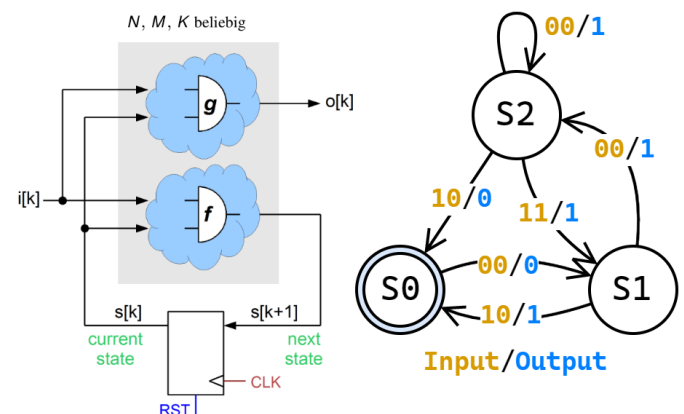 N, M, K beliebig
g
o[k]
i[k]
f
s[k]
s[k+1]
current
state
next
state
CLK
RST
00/1
S2
00/1
10/0
11/1
S0
00/0
S1
10/1
Input/Output